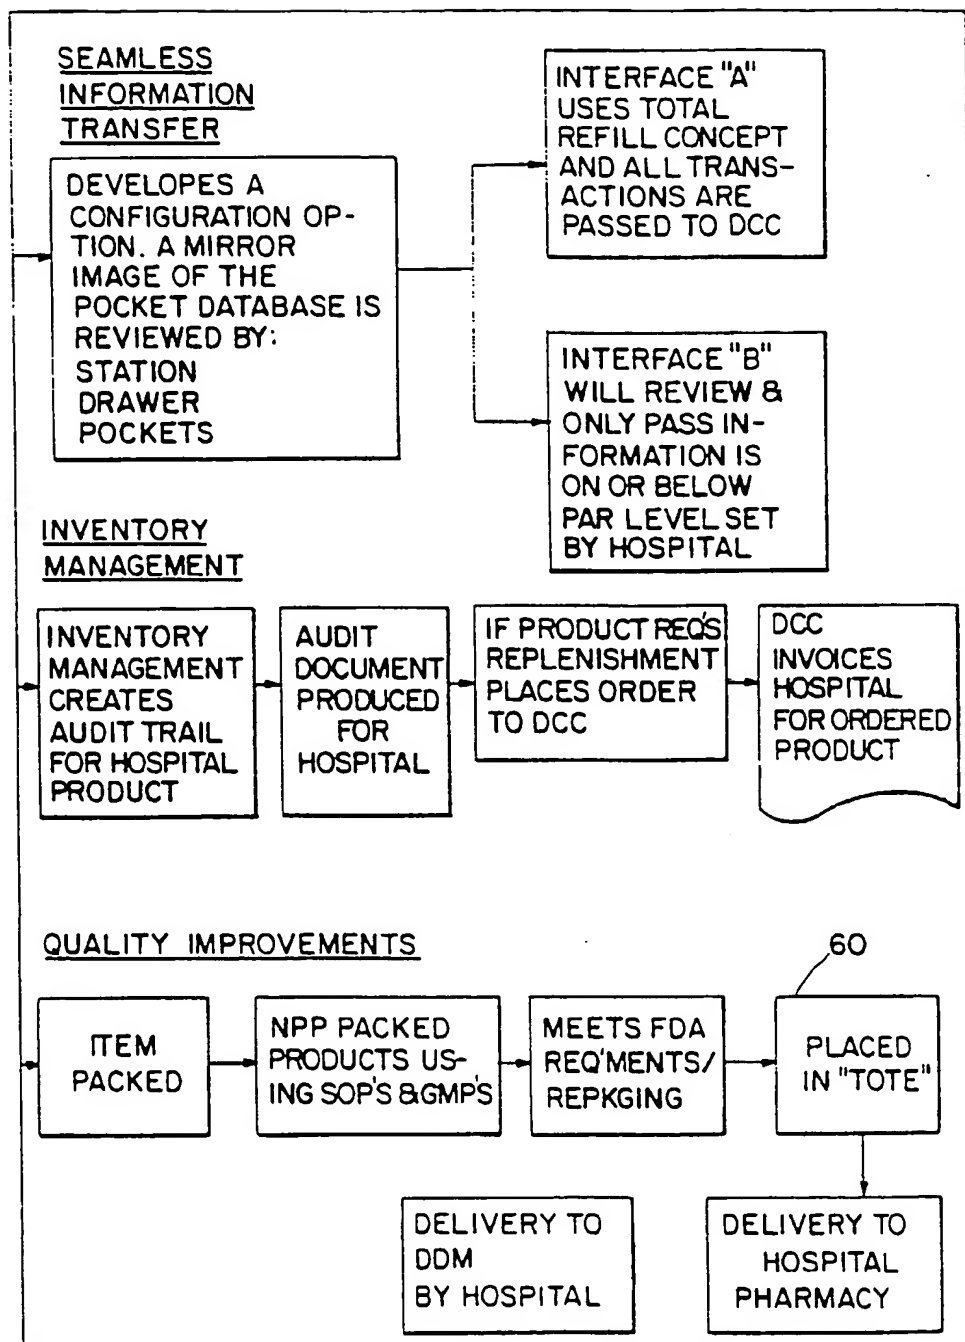 SEAMLESS
INFORMATION
TRANSFER
DEVELOPES A
CONFIGURATION OP-
TION. A MIRROR
IMAGE OF THE
POCKET DATABASE IS
REVIEWED BY:
STATION
DRAWER
POCKETS
INTERFACE "A"
USES TOTAL
REFILL CONCEPT
AND ALL TRANS-
ACTIONS ARE
PASSED TO DCC
INTERFACE "B"
WILL REVIEW &
ONLY PASS IN-
FORMATION IS
ON OR BELOW
PAR LEVEL SET
BY HOSPITAL
INVENTORY
MANAGEMENT
INVENTORY
MANAGEMENT
CREATES
AUDIT TRAIL
FOR HOSPITAL
PRODUCT
AUDIT
DOCUMENT
PRODUCED
FOR
HOSPITAL
IF PRODUCT REQ'S
REPLENISHMENT
PLACES ORDER
TO DCC
DCC
INVOICES
HOSPITAL
FOR ORDERED
PRODUCT
QUALITY IMPROVEMENTS
60
ITEM
PACKED
NPP PACKED
PRODUCTS US-
ING SOP'S & GMP'S
MEETS FDA
REQ'MENTS/
REPKGING
PLACED
IN "TOTE"
DELIVERY TO
DDM
BY HOSPITAL
DELIVERY TO
HOSPITAL
PHARMACY